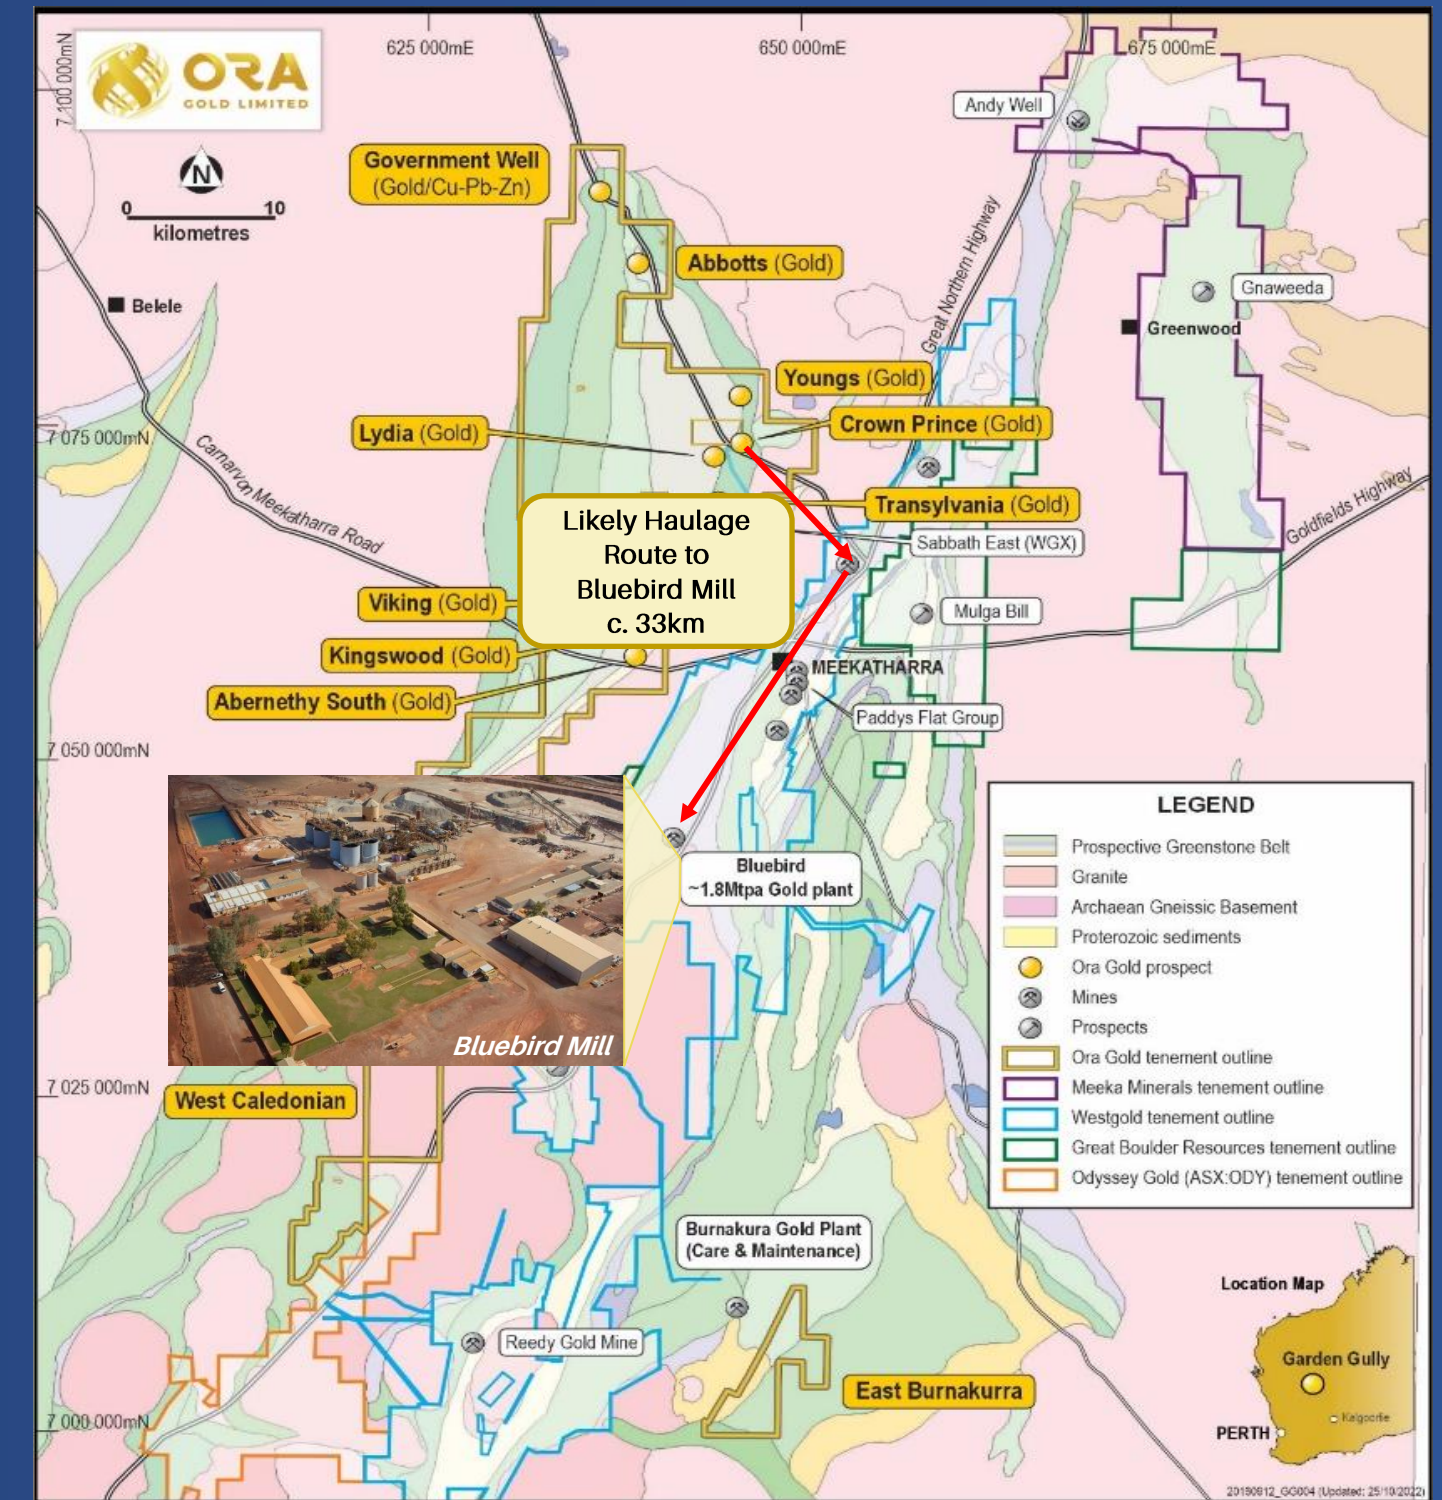 625 000mE
650 000mE
675 000mE
7 100 000mN
ORA
GOLD LIMITED
N
0 10
kilometres
Andy Well
Government Well
(Gold/Cu-Pb-Zn)
Abbotts (Gold)
Great Northern Highway
Gnaweeda
Belele
Greenwood
Youngs (Gold)
Crown Prince (Gold)
Lydia (Gold)
7 075 000mN
Carnarvon Meekatharra Road
Transylvania (Gold)
Goldfields Highway
Likely Haulage
Route to
Bluebird Mill
c. 33km
Sabbath East (WGX)
Viking (Gold)
Mulga Bill
Kingswood (Gold)
MEEKATHARRA
Abernethy South (Gold)
Paddys Flat Group
7 050 000mN
Bluebird
~1.8Mtpa Gold plant
Bluebird Mill
LEGEND
Prospective Greenstone Belt
Granite
Archaean Gneissic Basement
Proterozoic sediments
Ora Gold prospect
Mines
Prospects
Ora Gold tenement outline
Meeka Minerals tenement outline
Westgold tenement outline
Great Boulder Resources tenement outline
Odyssey Gold (ASX:ODY) tenement outline
7 025 000mN
West Caledonian
Burnakura Gold Plant
(Care & Maintenance)
Reedy Gold Mine
East Burnakurra
7 000 000mN
Location Map
Garden Gully
Kalgoorlie
PERTH
20190912_GG004 (Updated: 25/10/2022)